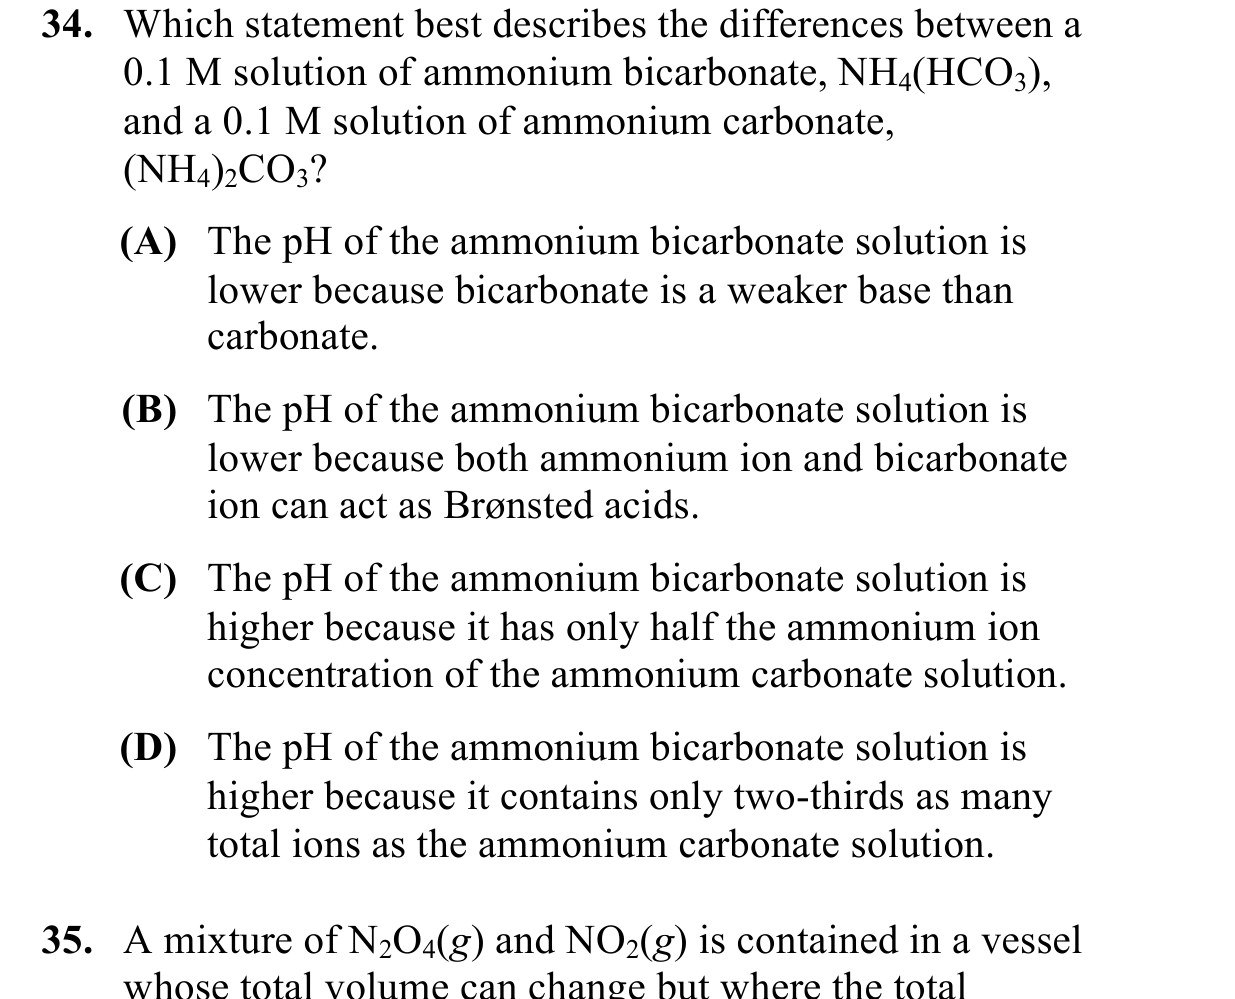 34. Which statement best describes the differences between a
0.1 M solution of ammonium bicarbonate, NH₄(HCO₃),
and a 0.1 M solution of ammonium carbonate,
(NH₄)₂CO₃?
(A) The pH of the ammonium bicarbonate solution is
lower because bicarbonate is a weaker base than
carbonate.
(B) The pH of the ammonium bicarbonate solution is
lower because both ammonium ion and bicarbonate
ion can act as Brønsted acids.
(C) The pH of the ammonium bicarbonate solution is
higher because it has only half the ammonium ion
concentration of the ammonium carbonate solution.
(D) The pH of the ammonium bicarbonate solution is
higher because it contains only two-thirds as many
total ions as the ammonium carbonate solution.
35. A mixture of N₂O₄(g) and NO₂(g) is contained in a vessel
whose total volume can change but where the total